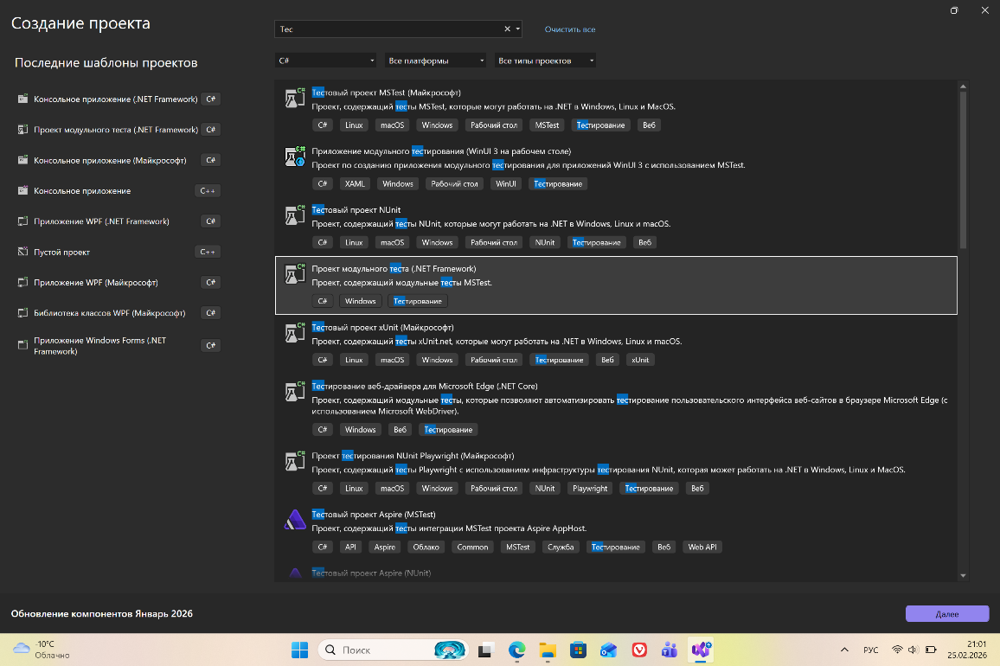 Создание проекта
Последние шаблоны проектов
Консольное приложение (.NET Framework) C#
Проект модульного теста (.NET Framework) C#
Консольное приложение (Майкрософт) C#
Консольное приложение C++
Приложение WPF (.NET Framework) C#
Пустой проект C++
Приложение WPF (Майкрософт) C#
Библиотека классов WPF (Майкрософт) C#
Приложение Windows Forms (.NET
Framework) C#
Тес
Очистить все
C# Все платформы Все типы проектов
Тестовый проект MSTest (Майкрософт)
Проект, содержащий тесты MSTest, которые могут работать на .NET в Windows, Linux и MacOS.
C# Linux macOS Windows Рабочий стол MSTest Тестирование Веб
Приложение модульного тестирования (WinUI 3 на рабочем столе)
Проект по созданию приложения модульного тестирования для приложений WinUI 3 с использованием MSTest.
C# XAML Windows Рабочий стол WinUI Тестирование
Тестовый проект NUnit
Проект, содержащий тесты NUnit, которые могут работать на .NET в Windows, Linux и macOS.
C# Linux macOS Windows Рабочий стол NUnit Тестирование Веб
Проект модульного теста (.NET Framework)
Проект, содержащий модульные тесты MSTest.
C# Windows Тестирование
Тестовый проект xUnit (Майкрософт)
Проект, содержащий тесты xUnit.net, которые могут работать на .NET в Windows, Linux и macOS.
C# Linux macOS Windows Рабочий стол Тестирование Веб xUnit
Тестирование веб-драйвера для Microsoft Edge (.NET Core)
Проект, содержащий модульные тесты, которые позволяют автоматизировать тестирование пользовательского интерфейса веб-сайтов в браузере Microsoft Edge (с
использованием Microsoft WebDriver).
C# Windows Веб Тестирование
Проект тестирования NUnit Playwright (Майкрософт)
Проект, содержащий тесты Playwright с использованием инфраструктуры тестирования NUnit, которая может работать на .NET в Windows, Linux и MacOS.
C# Linux macOS Windows Рабочий стол NUnit Playwright Тестирование Веб
Тестовый проект Aspire (MSTest)
Проект, содержащий тесты интеграции MSTest проекта Aspire AppHost.
C# API Aspire Облако Common MSTest Служба Тестирование Веб Web API
Тестовый проект Aspire (NUnit)
Обновление компонентов Январь 2026
Далее
-10°C
Облачно
Поиск
РУС
21:01
25.02.2026